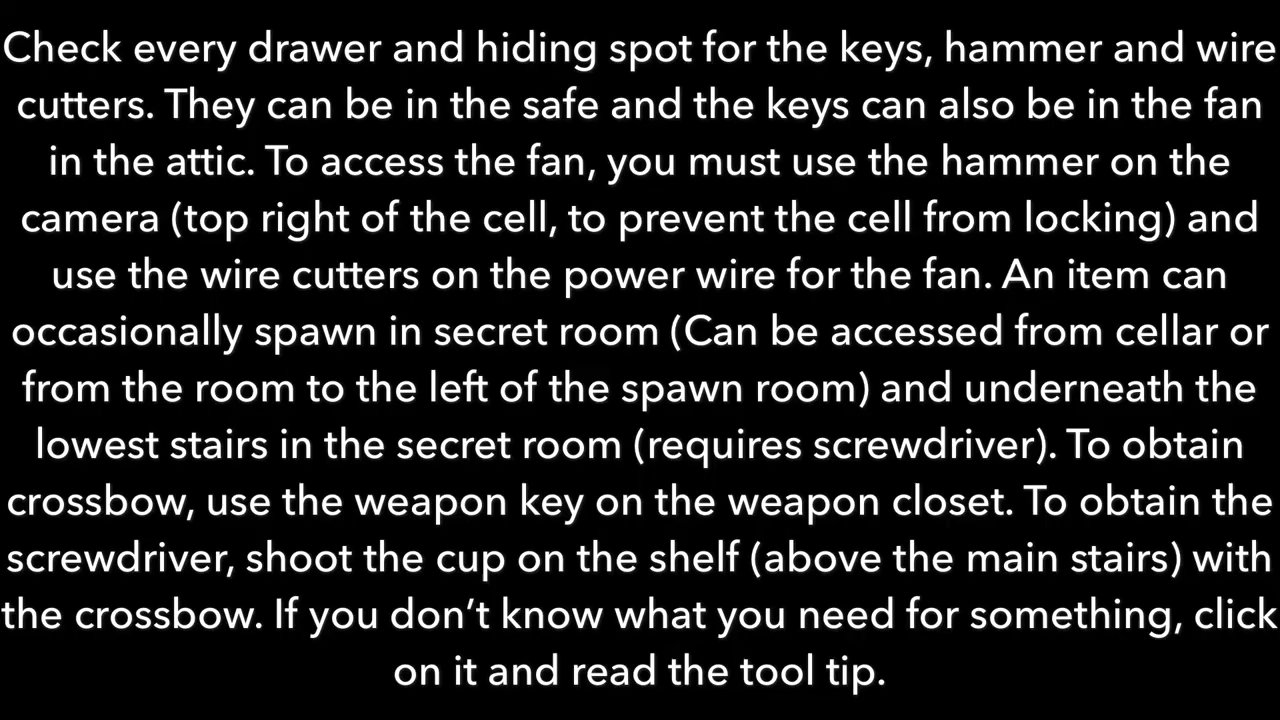 Check every drawer and hiding spot for the keys, hammer and wire
cutters. They can be in the safe and the keys can also be in the fan
in the attic. To access the fan, you must use the hammer on the
camera (top right of the cell, to prevent the cell from locking) and
use the wire cutters on the power wire for the fan. An item can
occasionally spawn in secret room (Can be accessed from cellar or
from the room to the left of the spawn room) and underneath the
lowest stairs in the secret room (requires screwdriver). To obtain
crossbow, use the weapon key on the weapon closet. To obtain the
screwdriver, shoot the cup on the shelf (above the main stairs) with
the crossbow. If you don’t know what you need for something, click
on it and read the tool tip.